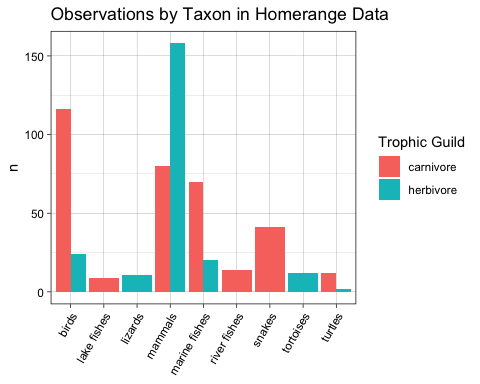 Observations by Taxon in Homerange Data
150
100
50
0
n
birds
lake fishes
lizards
mammals
marine fishes
river fishes
snakes
tortoises
turtles
Trophic Guild
carnivore
herbivore